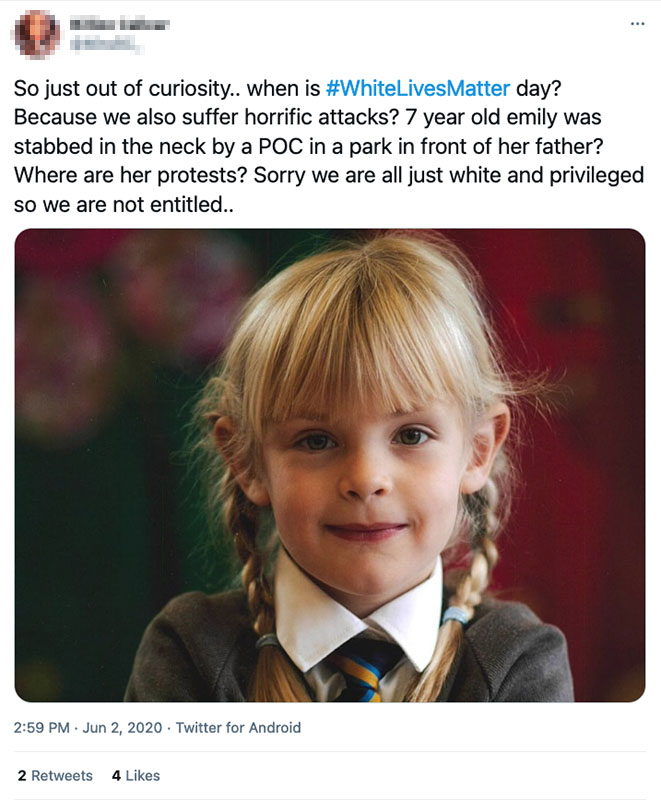 So just out of curiosity.. when is #WhiteLivesMatter day?
Because we also suffer horrific attacks? 7 year old emily was
stabbed in the neck by a POC in a park in front of her father?
Where are her protests? Sorry we are all just white and privileged
so we are not entitled..
2:59 PM · Jun 2, 2020 · Twitter for Android
2 Retweets 4 Likes